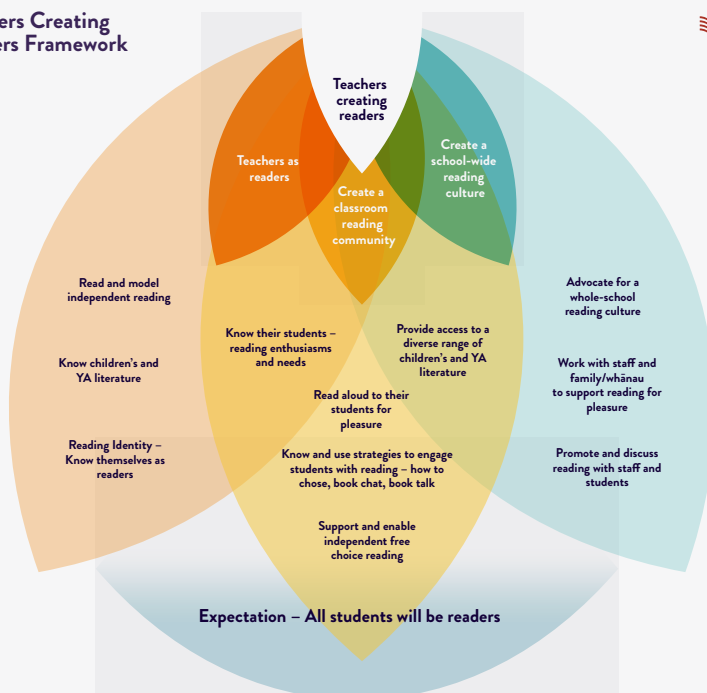 ers Creating
ers Framework
Teachers
creating
readers
Teachers as
readers
Create a
school-wide
reading
culture
Create a
classroom
reading
community
Read and model
independent reading
Know children’s and
YA literature
Reading Identity –
Know themselves as
readers
Know their students –
reading enthusiasms
and needs
Provide access to a
diverse range of
children’s and YA
literature
Read aloud to their
students for
pleasure
Know and use strategies to engage
students with reading – how to
chose, book chat, book talk
Support and enable
independent free
choice reading
Advocate for a
whole-school
reading culture
Work with staff and
family/whānau
to support reading for
pleasure
Promote and discuss
reading with staff and
students
Expectation – All students will be readers